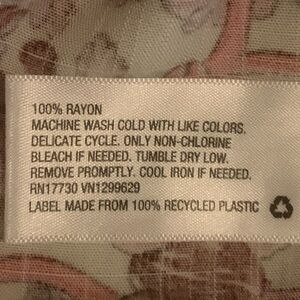 100% RAYON
MACHINE WASH COLD WITH LIKE COLORS.
DELICATE CYCLE. ONLY NON-CHLORINE
BLEACH IF NEEDED. TUMBLE DRY LOW.
REMOVE PROMPTLY. COOL IRON IF NEEDED.
RN17730 VN1299629
LABEL MADE FROM 100% RECYCLED PLASTIC